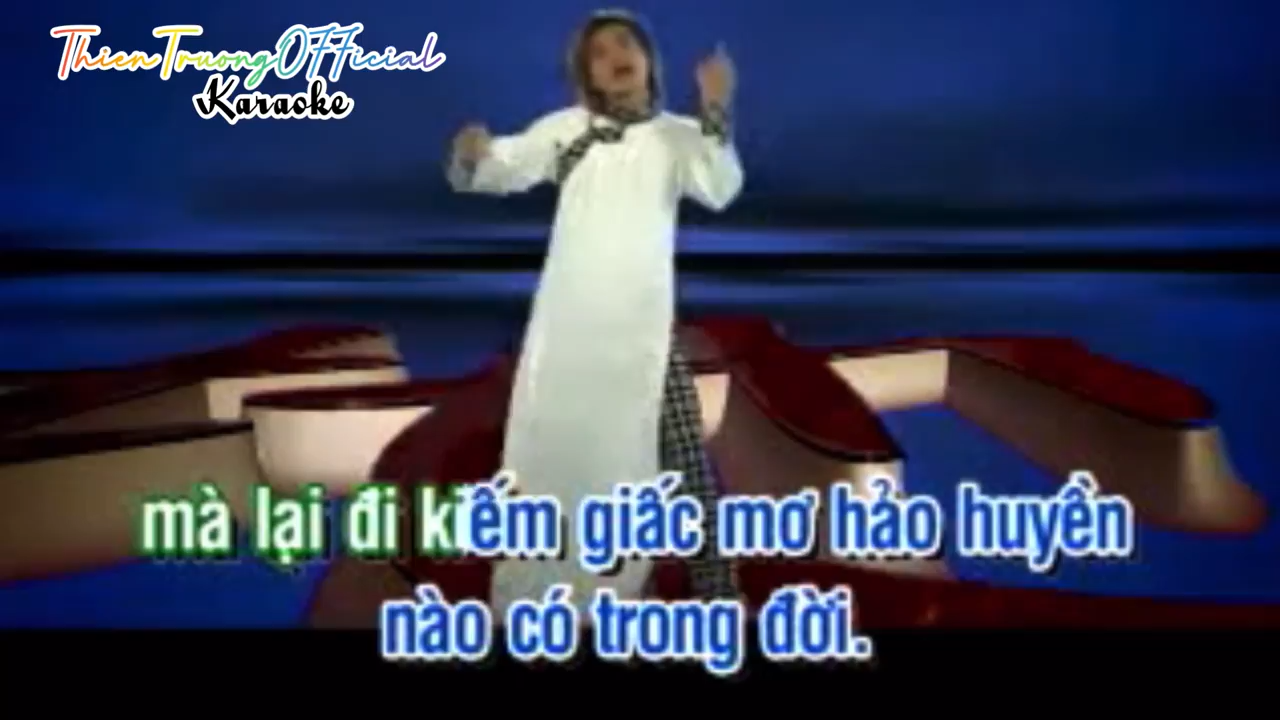 ThienTruongOFFicial
Karaoke
mà lại đi kiếm giấc mơ hảo huyền
nào có trong đời.